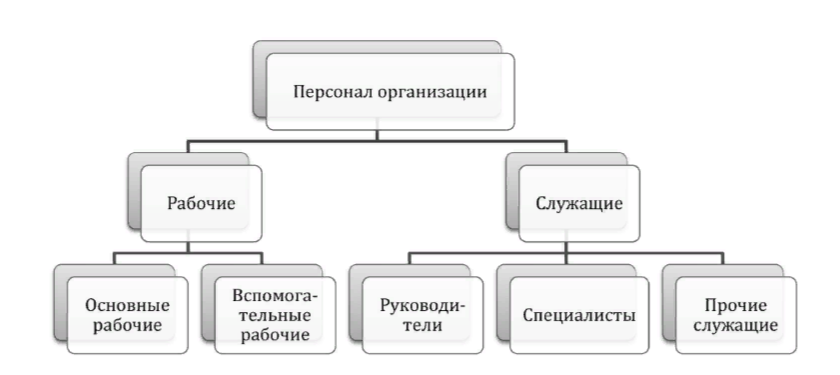 Персонал организации
Рабочие
Служащие
Основные
рабочие
Вспомога-
тельные
рабочие
Руководи-
тели
Специалисты
Прочие
служащие